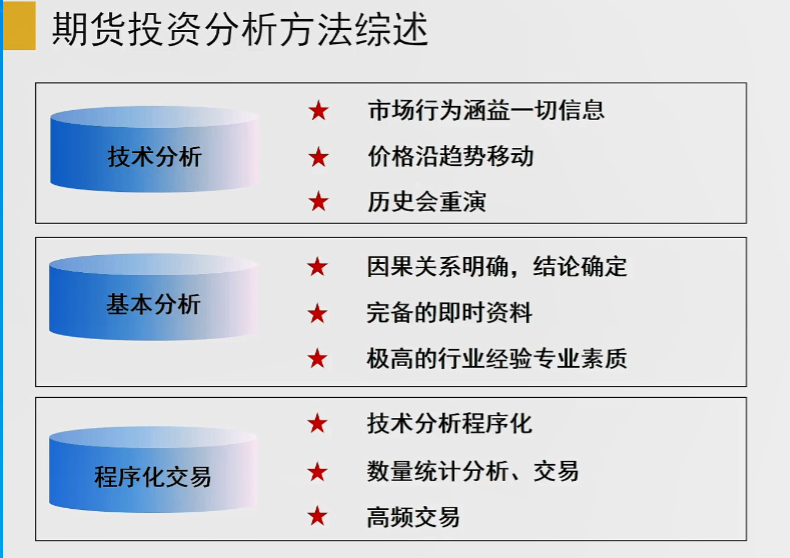 期货投资分析方法综述
技术分析
市场行为涵益一切信息
价格沿趋势移动
历史会重演
基本分析
因果关系明确，结论确定
完备的即时资料
极高的行业经验专业素质
程序化交易
技术分析程序化
数量统计分析、交易
高频交易